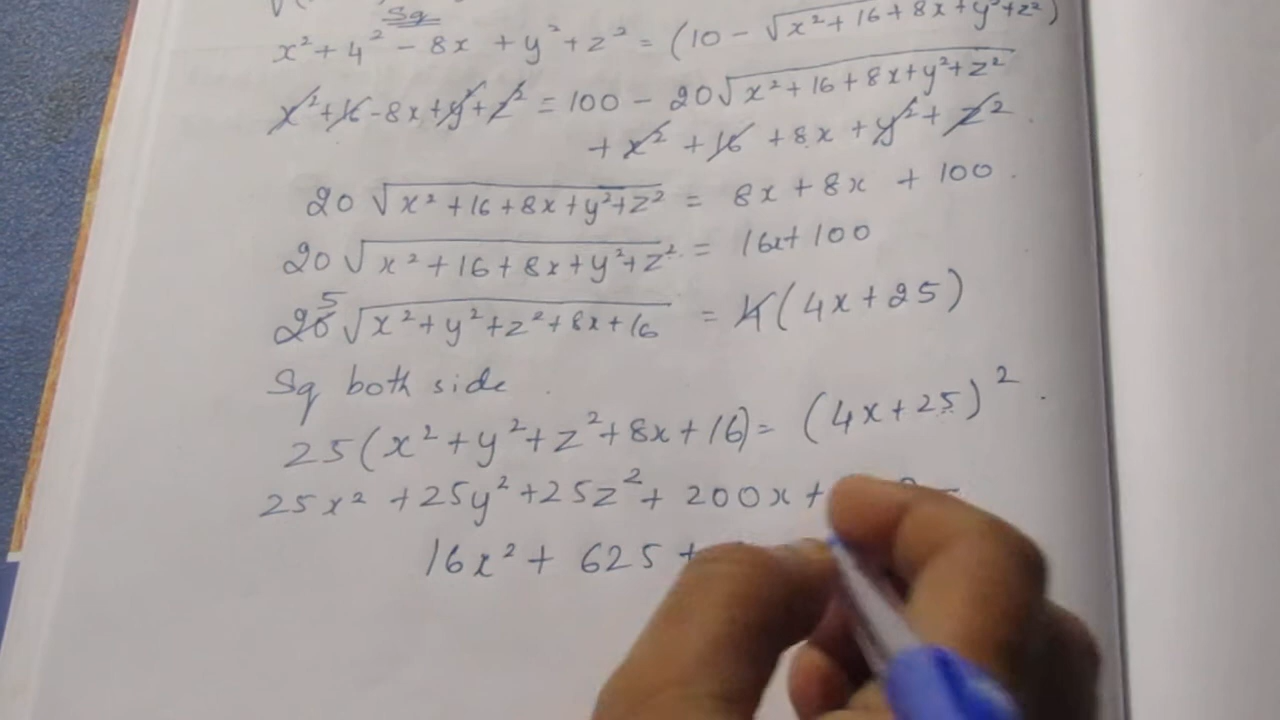 Sq
x² + 4² - 8x + y² + z² = (10 - √x² + 16 + 8x + y² + z²)
x² + 16 - 8x + y² + z² = 100 - 20√x² + 16 + 8x + y² + z²
+ x² + 16 + 8x + y² + z²
20 √x² + 16 + 8x + y² + z² = 8x + 8x + 100.
20 √x² + 16 + 8x + y² + z² = 16x + 100
5
20 √x² + y² + z² + 8x + 16 = 4(4x + 25)
Sq both side.
25(x² + y² + z² + 8x + 16) = (4x + 25)².
25x² + 25y² + 25z² + 200x +
16x² + 625 +